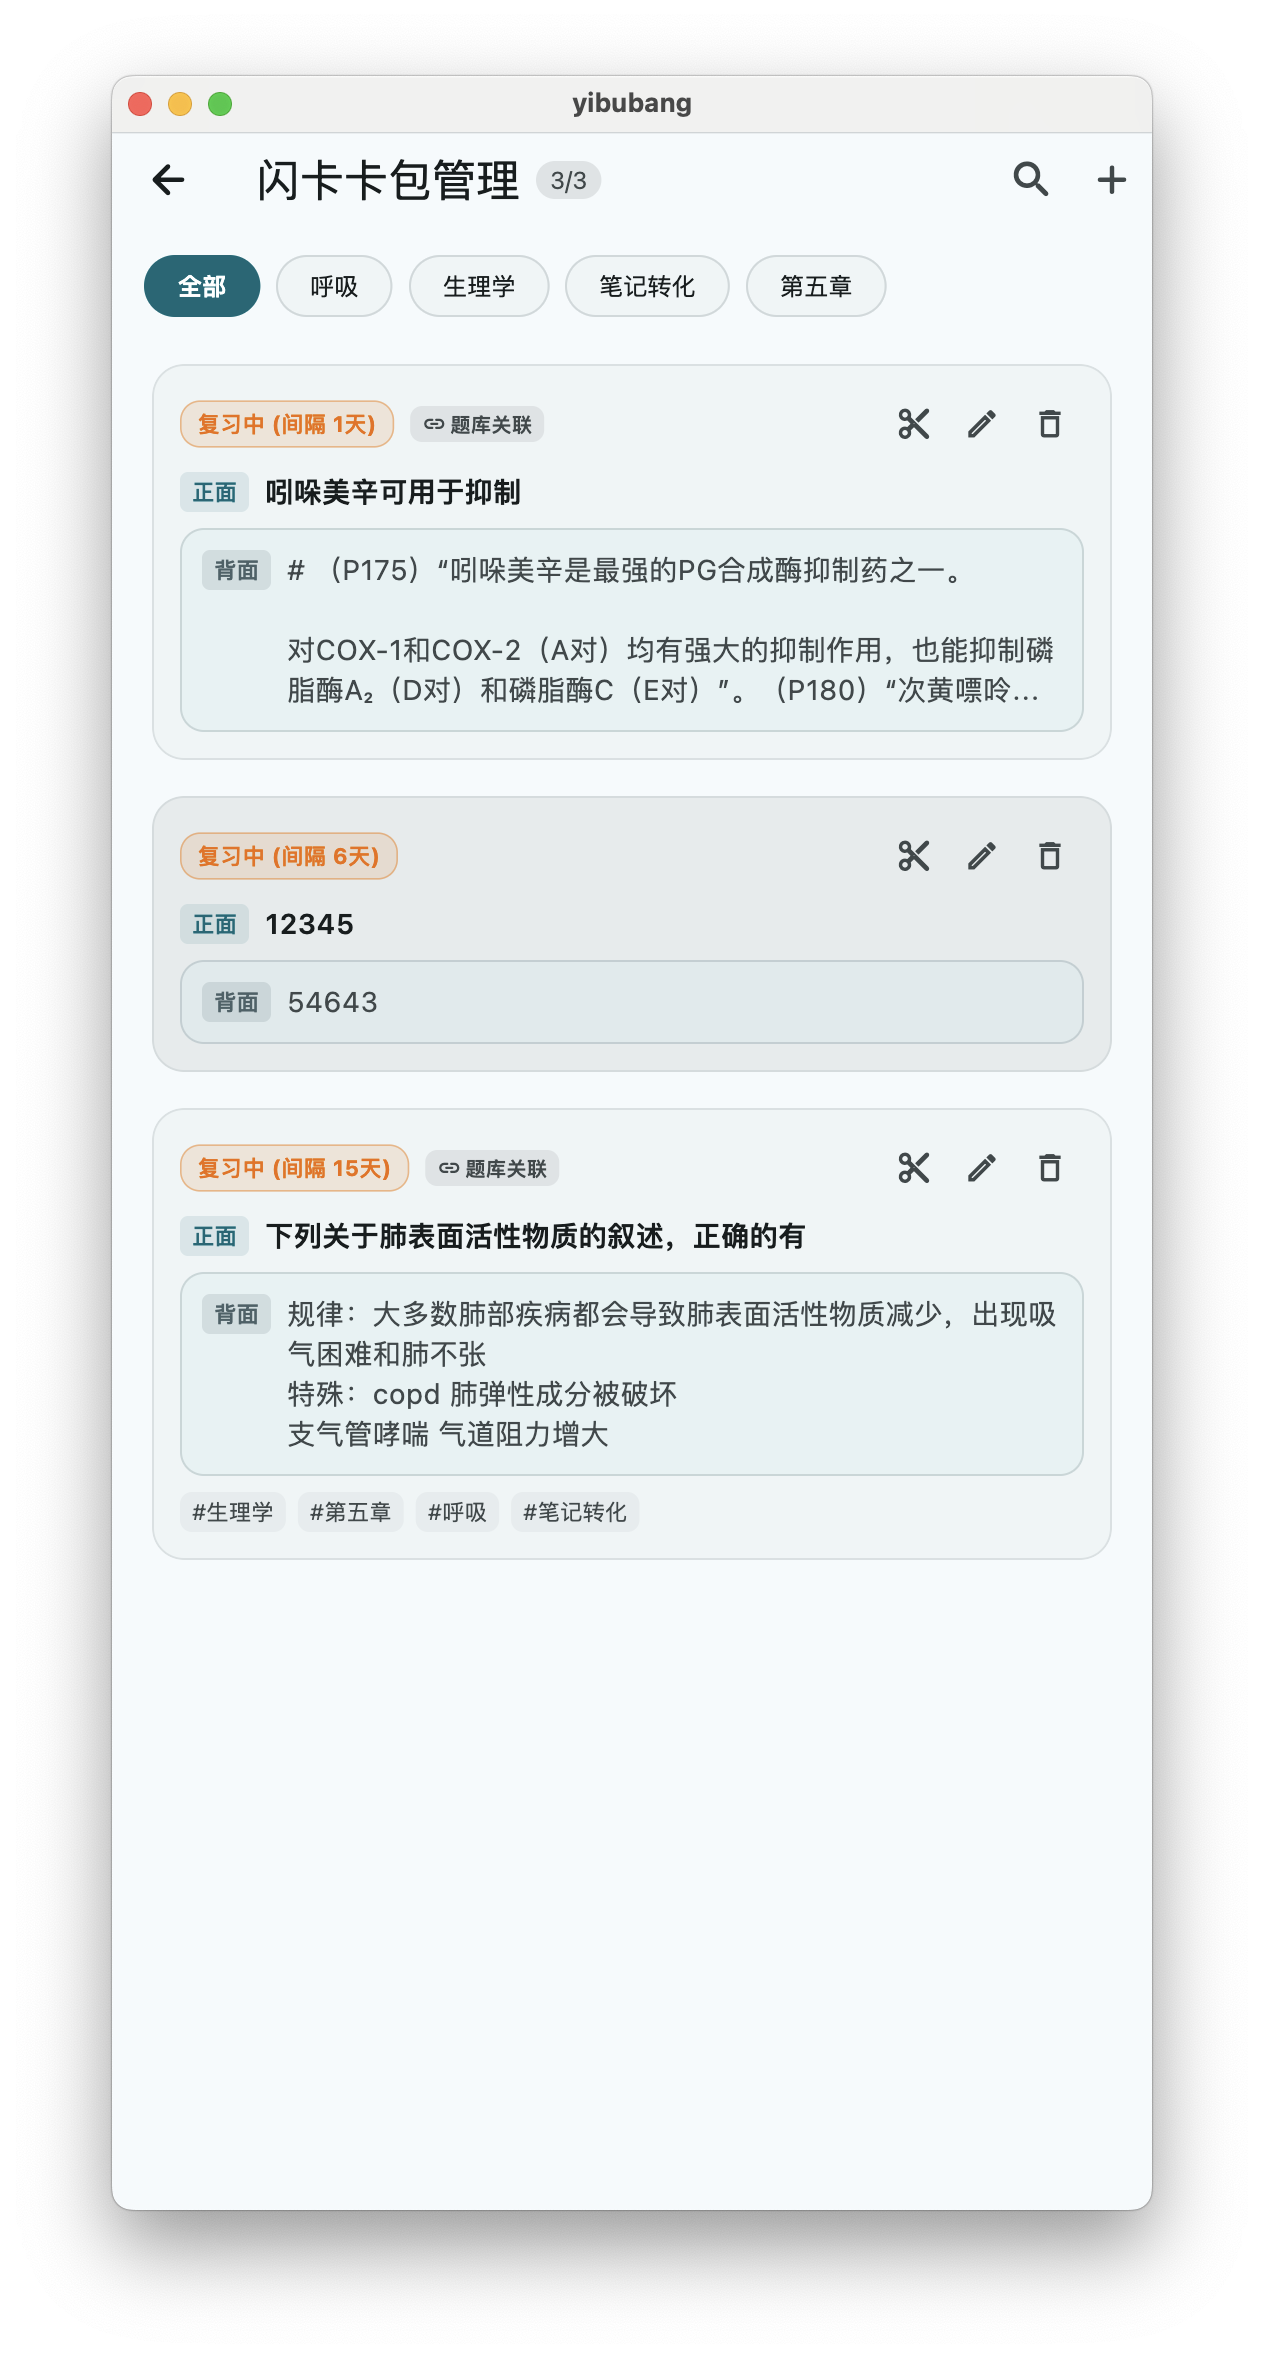 yibubang
闪卡卡包管理 3/3
全部 呼吸 生理学 笔记转化 第五章
复习中 (间隔 1天) 题库关联
正面 吲哚美辛可用于抑制
背面 # （P175）“吲哚美辛是最强的PG合成酶抑制药之一。
对COX-1和COX-2（A对）均有强大的抑制作用，也能抑制磷
脂酶A₂（D对）和磷脂酶C（E对）”。（P180）“次黄嘌呤...
复习中 (间隔 6天)
正面 12345
背面 54643
复习中 (间隔 15天) 题库关联
正面 下列关于肺表面活性物质的叙述，正确的有
背面 规律：大多数肺部疾病都会导致肺表面活性物质减少，出现吸
气困难和肺不张
特殊：copd 肺弹性成分被破坏
支气管哮喘 气道阻力增大
#生理学 #第五章 #呼吸 #笔记转化